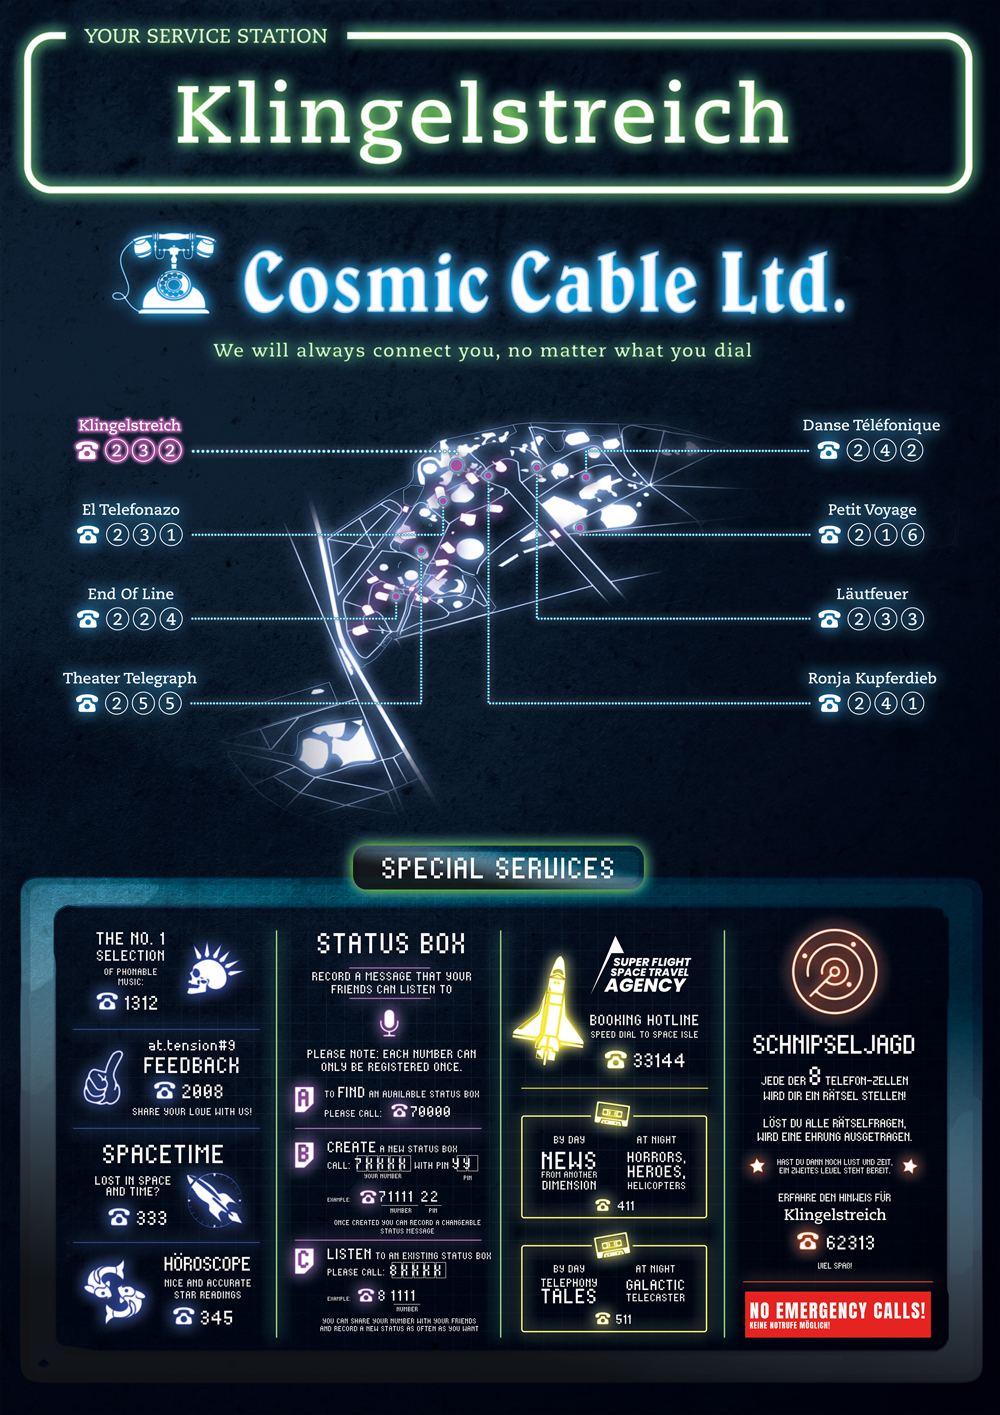 YOUR SERVICE STATION
Klingelstreich
Cosmic Cable Ltd.
We will always connect you, no matter what you dial
Klingelstreich
232
El Telefonazo
231
End Of Line
224
Theater Telegraph
255
Danse Téléfonique
242
Petit Voyage
216
Läutfeuer
233
Ronja Kupferdieb
241
SPECIAL SERVICES
THE NO. 1
SELECTION
OF PHONABLE
MUSIC:
1312
at.tension#9
FEEDBACK
2008
SHARE YOUR LOVE WITH US!
SPACETIME
LOST IN SPACE
AND TIME?
333
HÖROSCOPE
NICE AND ACCURATE
STAR READINGS
345
STATUS BOX
RECORD A MESSAGE THAT YOUR
FRIENDS CAN LISTEN TO
PLEASE NOTE: EACH NUMBER CAN
ONLY BE REGISTERED ONCE.
A
TO FIND AN AVAILABLE STATUS BOX
PLEASE CALL: 70000
B
CREATE A NEW STATUS BOX
CALL: 7XXXX WITH PIN YY
YOUR NUMBER PIN
EXAMPLE: 71111 22
NUMBER PIN
ONCE CREATED YOU CAN RECORD A CHANGEABLE
STATUS MESSAGE
C
LISTEN TO AN EXISTING STATUS BOX
PLEASE CALL: 8XXXX
EXAMPLE: 8 1111
NUMBER
YOU CAN SHARE YOUR NUMBER WITH YOUR FRIENDS
AND RECORD A NEW STATUS AS OFTEN AS YOU WANT
SUPER FLIGHT
SPACE TRAVEL
AGENCY
BOOKING HOTLINE
SPEED DIAL TO SPACE ISLE
33144
BY DAY
NEWS
FROM ANOTHER
DIMENSION
AT NIGHT
HORRORS,
HEROES,
HELICOPTERS
411
BY DAY
TELEPHONY
TALES
AT NIGHT
GALACTIC
TELECASTER
511
SCHNIPSELJAGD
JEDE DER 8 TELEFON-ZELLEN
WIRD DIR EIN RÄTSEL STELLEN!
LÖST DU ALLE RÄTSELFRAGEN,
WIRD EINE EHRUNG AUSGETRAGEN.
HAST DU DANN NOCH LUST UND ZEIT,
EIN ZWEITES LEVEL STEHT BEREIT.
ERFAHRE DEN HINWEIS FÜR
Klingelstreich
62313
VIEL SPAß!
NO EMERGENCY CALLS!
KEINE NOTRUFE MÖGLICH!